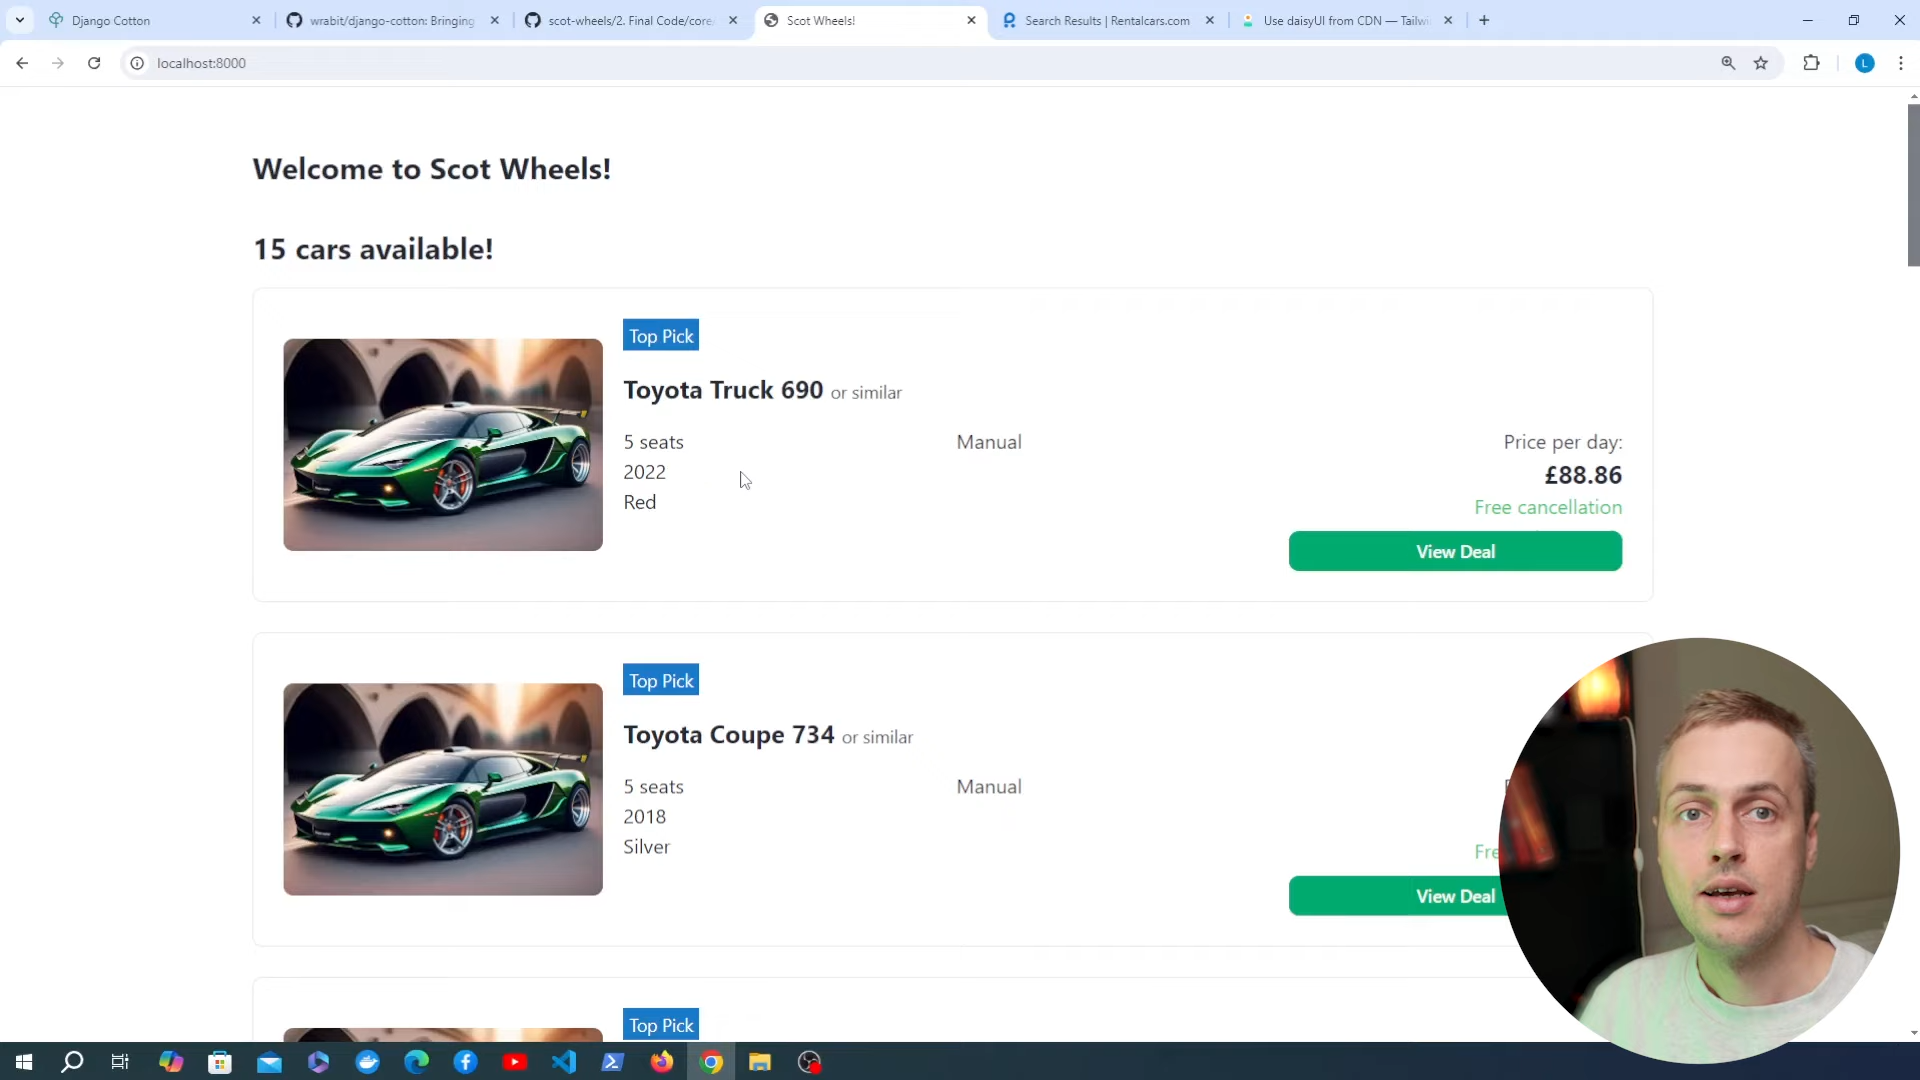 Django Cotton
wrabit/django-cotton: Bringing
scot-wheels/2. Final Code/core
Scot Wheels!
Search Results | Rentalcars.com
Use daisyUI from CDN — Tailwi
localhost:8000
L
Welcome to Scot Wheels!
15 cars available!
Top Pick
Toyota Truck 690 or similar
5 seats
Manual
Price per day:
2022
£88.86
Red
Free cancellation
View Deal
Top Pick
Toyota Coupe 734 or similar
5 seats
Manual
2018
Silver
Fre
View Deal
Top Pick